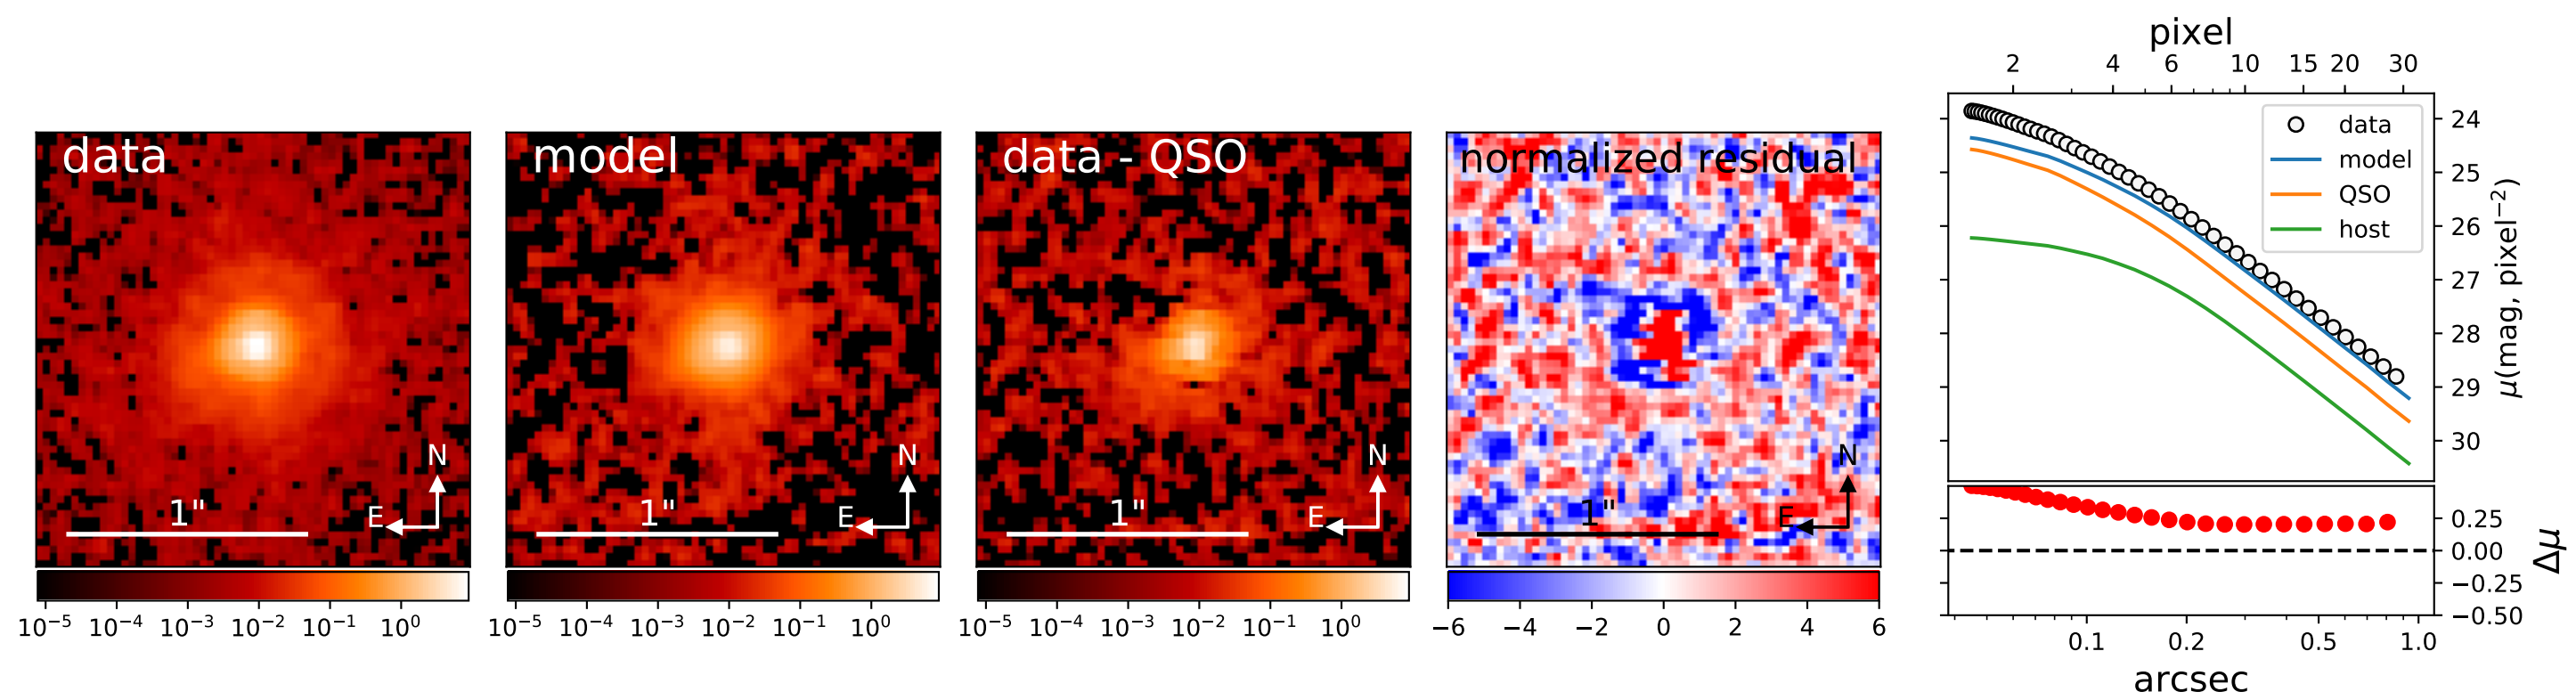 data
1"
N
E
10⁻⁵ 10⁻⁴ 10⁻³ 10⁻² 10⁻¹ 10⁰
model
1"
N
E
10⁻⁵ 10⁻⁴ 10⁻³ 10⁻² 10⁻¹ 10⁰
data - QSO
1"
N
E
10⁻⁵ 10⁻⁴ 10⁻³ 10⁻² 10⁻¹ 10⁰
normalized residual
1"
N
E
−6 −4 −2 0 2 4 6
pixel
2 4 6 10 15 20 30
data
model
QSO
host
24
25
26
27
28
29
30
μ(mag, pixel⁻²)
0.25
0.00
−0.25
−0.50
Δμ
0.1 0.2 0.5 1.0
arcsec